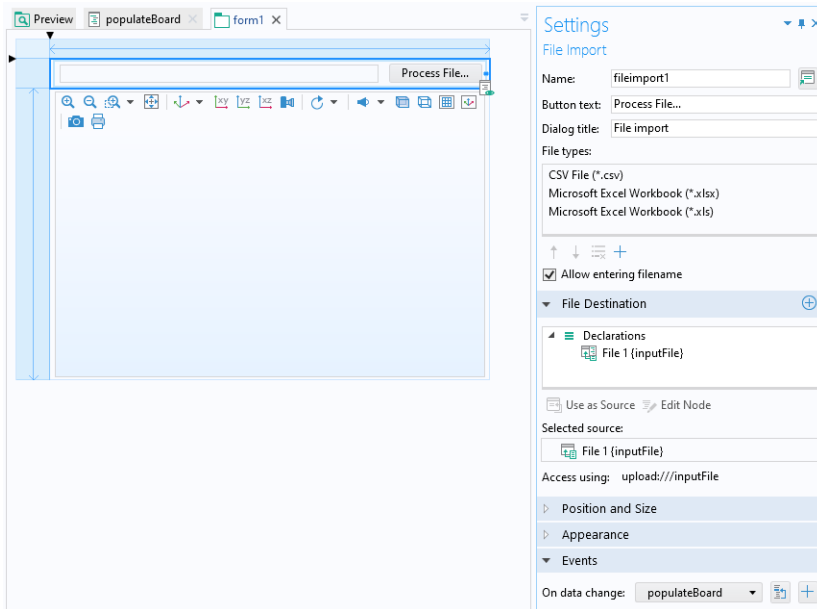 Preview
populateBoard
form1
Process File...
xy
yz
xz
Settings
File Import
Name: fileimport1
Button text: Process File...
Dialog title: File import
File types:
CSV File (*.csv)
Microsoft Excel Workbook (*.xlsx)
Microsoft Excel Workbook (*.xls)
Allow entering filename
File Destination
Declarations
File 1 {inputFile}
Use as Source Edit Node
Selected source:
File 1 {inputFile}
Access using: upload:///inputFile
Position and Size
Appearance
Events
On data change: populateBoard